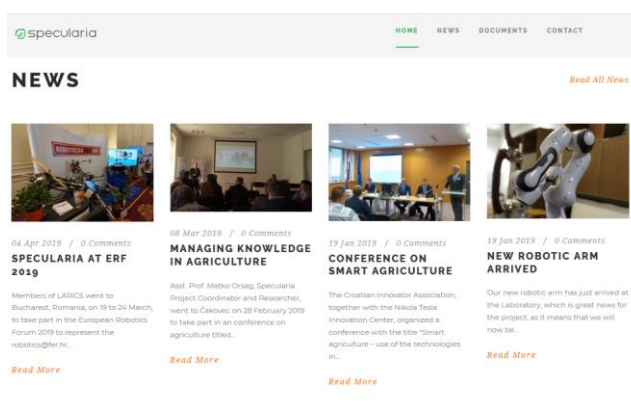 specularia
HOME NEWS DOCUMENTS CONTACT
NEWS
Read All News
04 Apr 2019 / 0 Comments
SPECULARIA AT ERF
2019
Members of LARICS went to
Bucharest, Romania, on 19 to 24 March,
to take part in the European Robotics
Forum 2019 to represent the
robotics@fer.hr...
Read More
08 Mar 2019 / 0 Comments
MANAGING KNOWLEDGE
IN AGRICULTURE
Asst. Prof. Matko Orsag, Specularia
Project Coordinator and Researcher,
went to Čakovec on 28 February 2019
to take part in an conference on
agriculture titled...
Read More
19 Jan 2019 / 0 Comments
CONFERENCE ON
SMART AGRICULTURE
The Croatian Innovator Association,
together with the Nikola Tesla
Innovation Center, organized a
conference with the title "Smart
agriculture – use of the technologies
in...
Read More
19 Jan 2019 / 0 Comments
NEW ROBOTIC ARM
ARRIVED
Our new robotic arm has just arrived at
the Laboratory, which is great news for
the project, as it means that we will
now be...
Read More